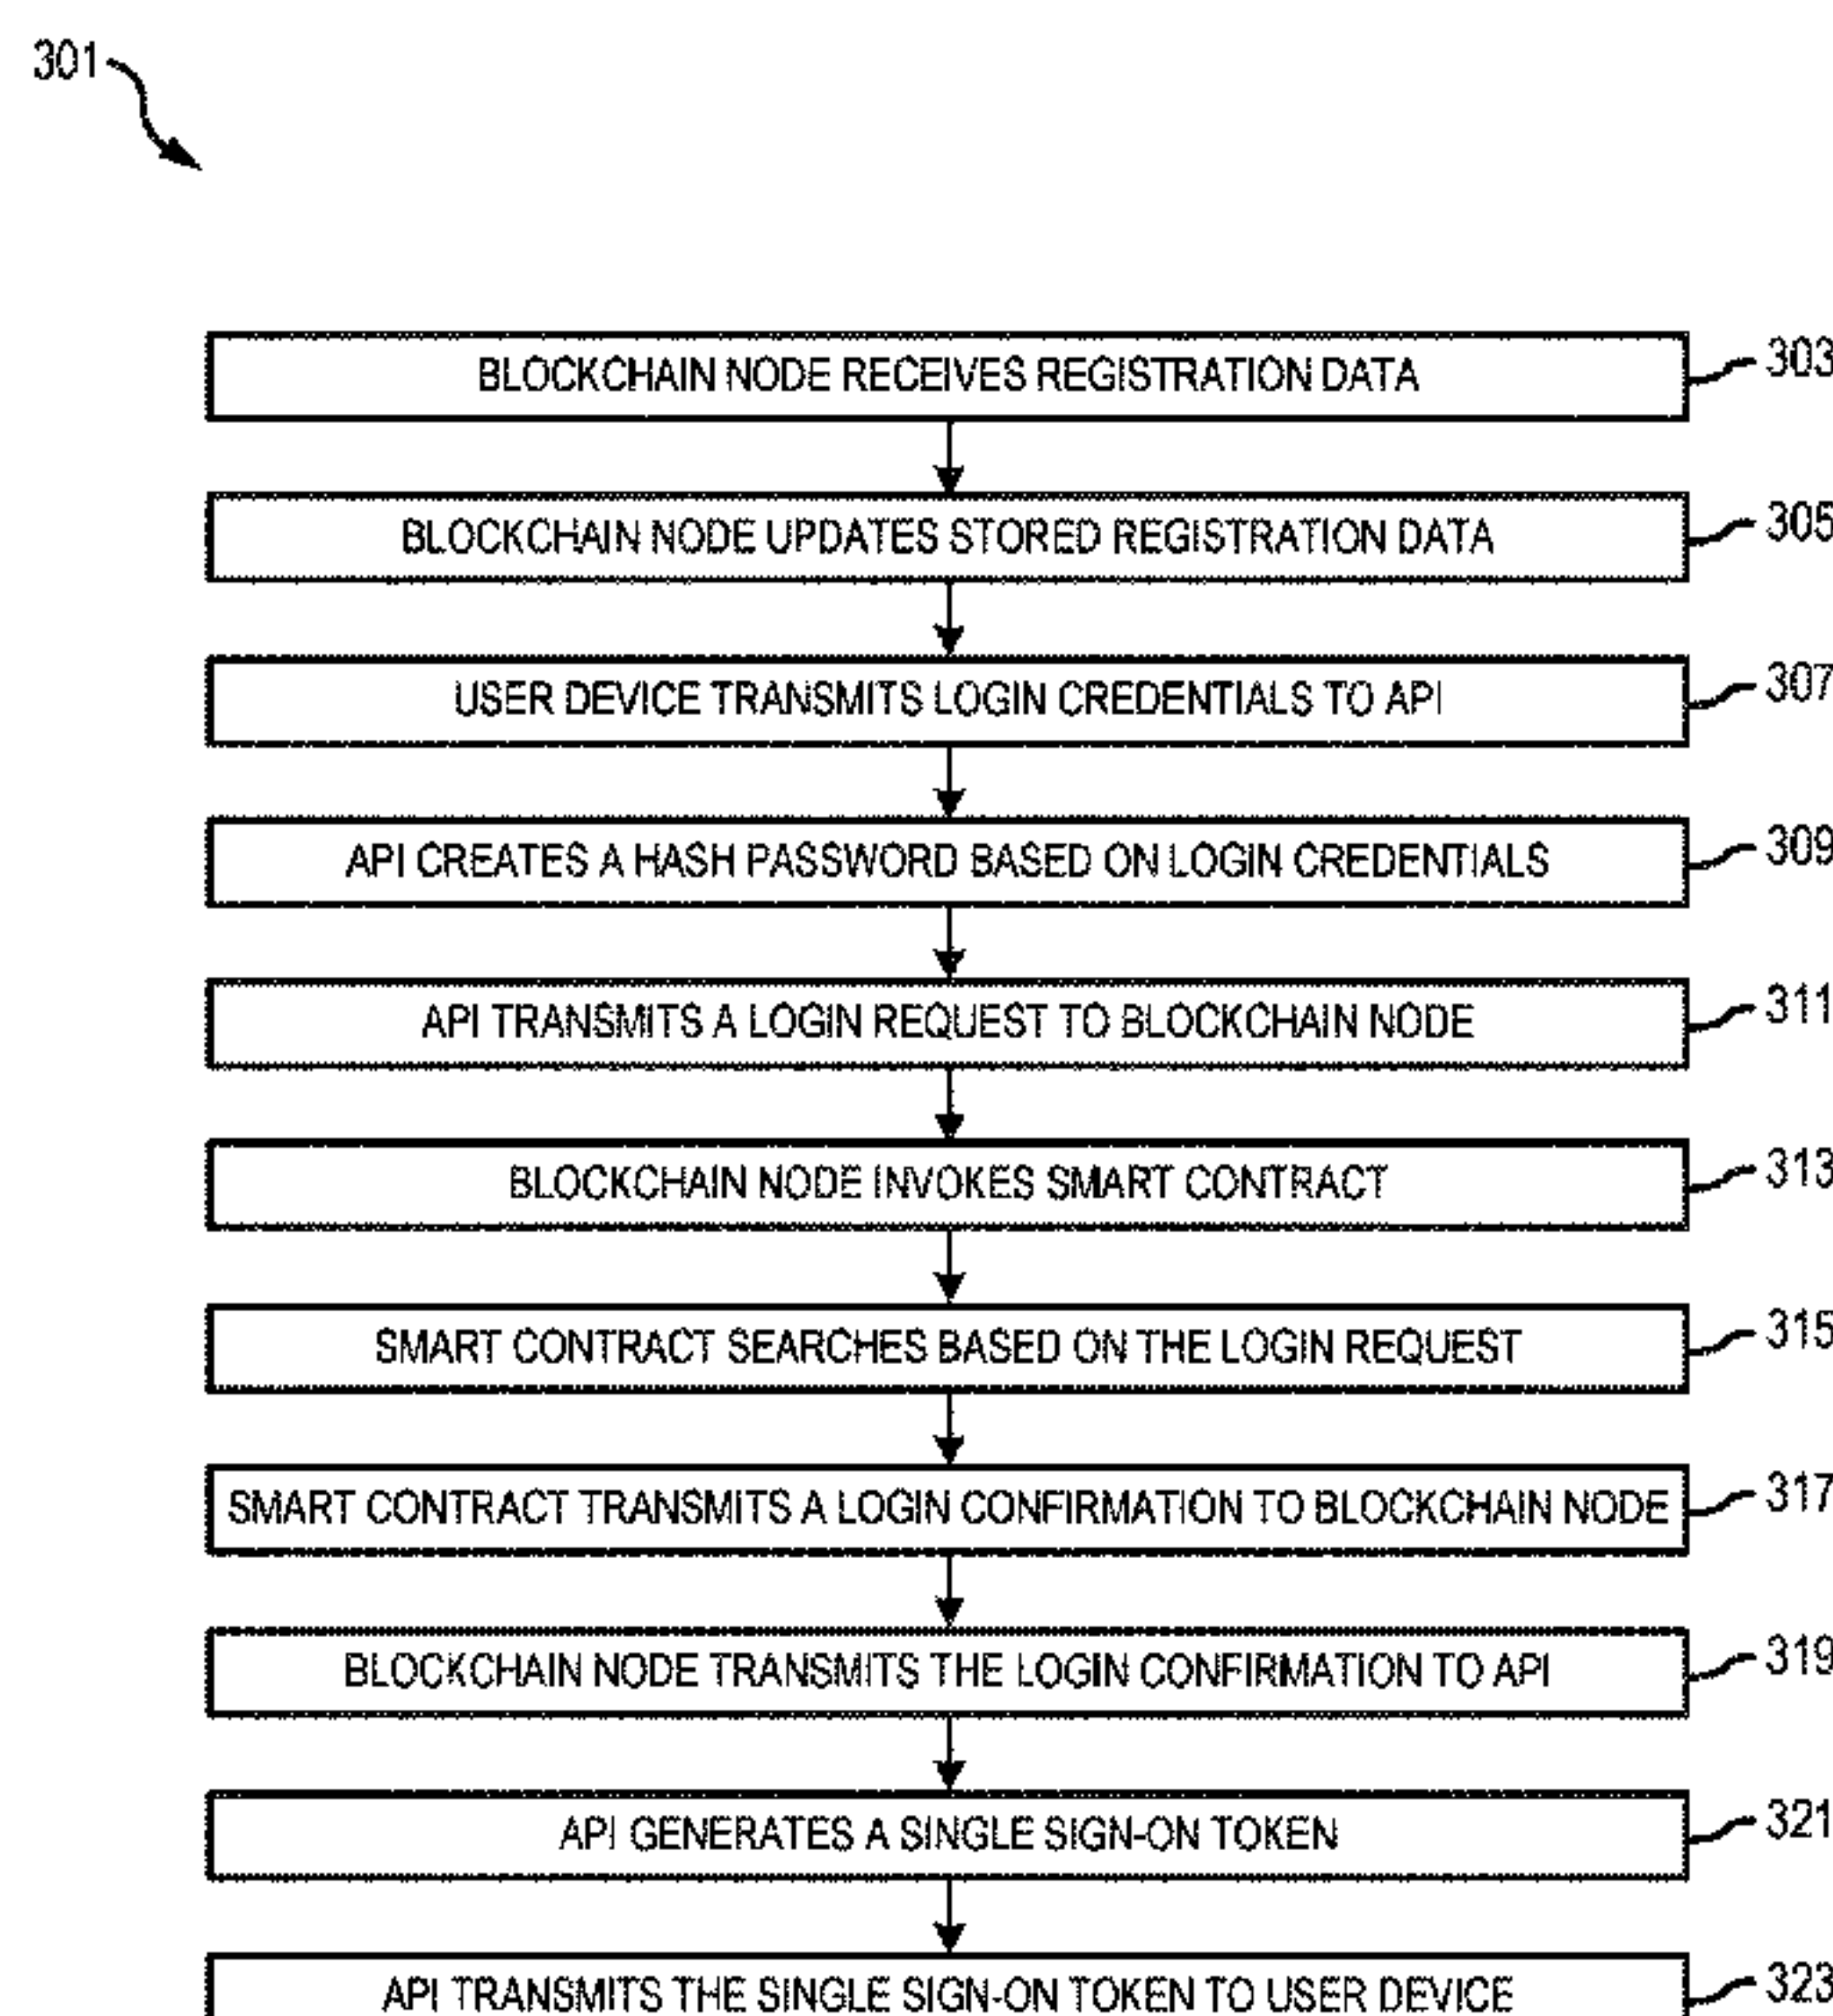 301
BLOCKCHAIN NODE RECEIVES REGISTRATION DATA 303
BLOCKCHAIN NODE UPDATES STORED REGISTRATION DATA 305
USER DEVICE TRANSMITS LOGIN CREDENTIALS TO API 307
API CREATES A HASH PASSWORD BASED ON LOGIN CREDENTIALS 309
API TRANSMITS A LOGIN REQUEST TO BLOCKCHAIN NODE 311
BLOCKCHAIN NODE INVOKES SMART CONTRACT 313
SMART CONTRACT SEARCHES BASED ON THE LOGIN REQUEST 315
SMART CONTRACT TRANSMITS A LOGIN CONFIRMATION TO BLOCKCHAIN NODE 317
BLOCKCHAIN NODE TRANSMITS THE LOGIN CONFIRMATION TO API 319
API GENERATES A SINGLE SIGN-ON TOKEN 321
API TRANSMITS THE SINGLE SIGN-ON TOKEN TO USER DEVICE 323